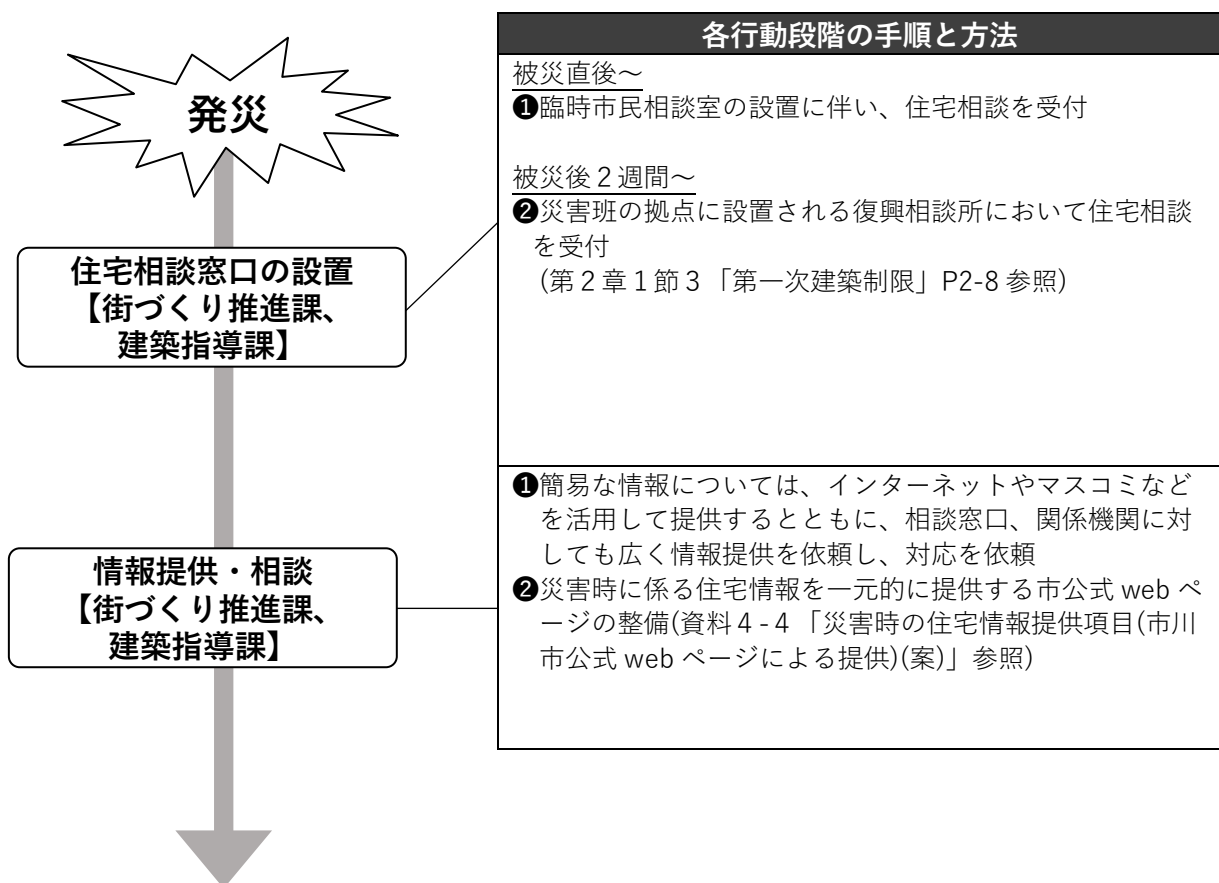 発災
住宅相談窓口の設置
【街づくり推進課、
建築指導課】
情報提供・相談
【街づくり推進課、
建築指導課】
各行動段階の手順と方法
被災直後~
❶臨時市民相談室の設置に伴い、住宅相談を受付
被災後２週間~
❷災害班の拠点に設置される復興相談所において住宅相談
を受付
(第２章１節３「第一次建築制限」P2-8 参照)
❶簡易な情報については、インターネットやマスコミなど
を活用して提供するとともに、相談窓口、関係機関に対
しても広く情報提供を依頼し、対応を依頼
❷災害時に係る住宅情報を一元的に提供する市公式 web ペ
ージの整備(資料４-４「災害時の住宅情報提供項目(市川
市公式 web ページによる提供)(案)」参照)